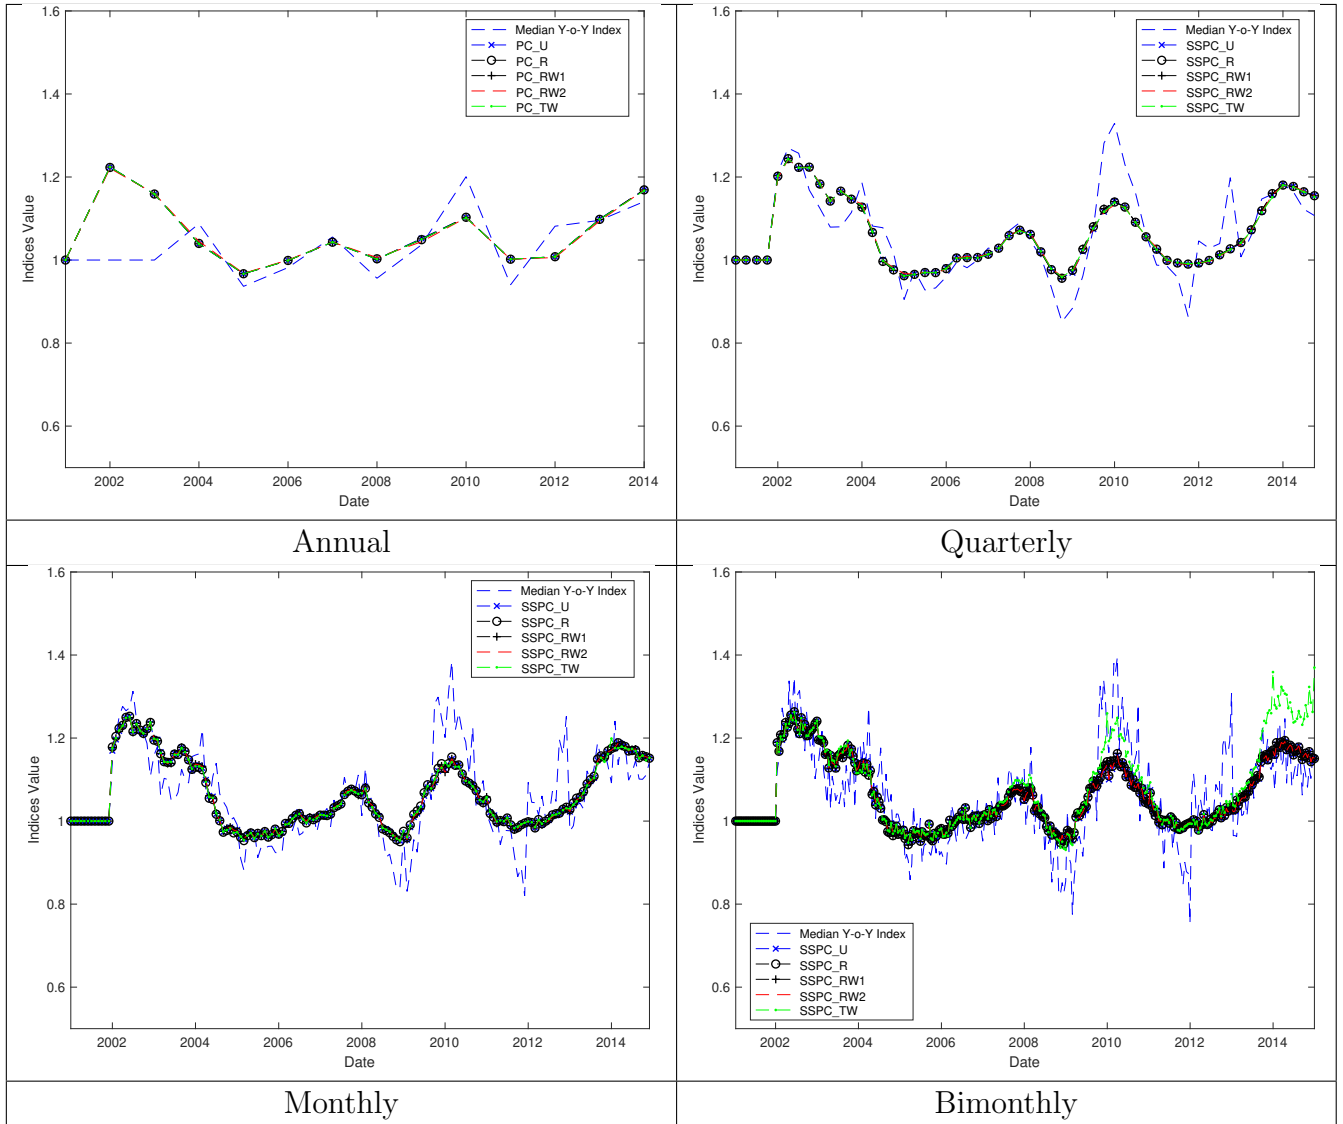 Median Y-o-Y Index
PC_U
PC_R
PC_RW1
PC_RW2
PC_TW
1.6
1.4
1.2
1
0.8
0.6
Indices Value
2002 2004 2006 2008 2010 2012 2014
Date
Annual
Median Y-o-Y Index
SSPC_U
SSPC_R
SSPC_RW1
SSPC_RW2
SSPC_TW
1.6
1.4
1.2
1
0.8
0.6
Indices Value
2002 2004 2006 2008 2010 2012 2014
Date
Quarterly
Median Y-o-Y Index
SSPC_U
SSPC_R
SSPC_RW1
SSPC_RW2
SSPC_TW
1.6
1.4
1.2
1
0.8
0.6
Indices Value
2002 2004 2006 2008 2010 2012 2014
Date
Monthly
1.6
1.4
1.2
1
0.8
0.6
Indices Value
Median Y-o-Y Index
SSPC_U
SSPC_R
SSPC_RW1
SSPC_RW2
SSPC_TW
2002 2004 2006 2008 2010 2012 2014
Date
Bimonthly